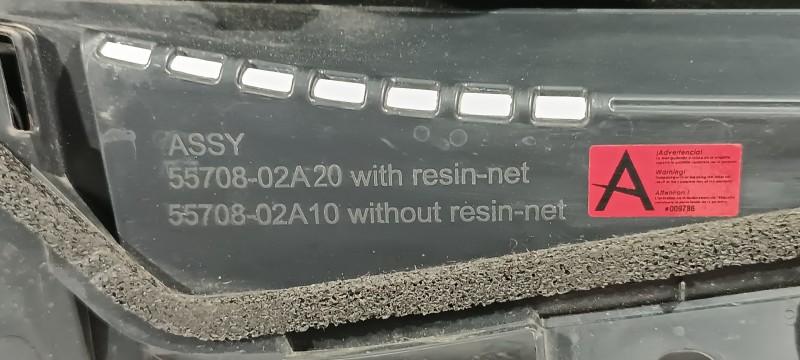 ASSY
55708-02A20 with resin-net
55708-02A10 without resin-net
A
¡Advertencia!
Warning!
Attention!
#009786